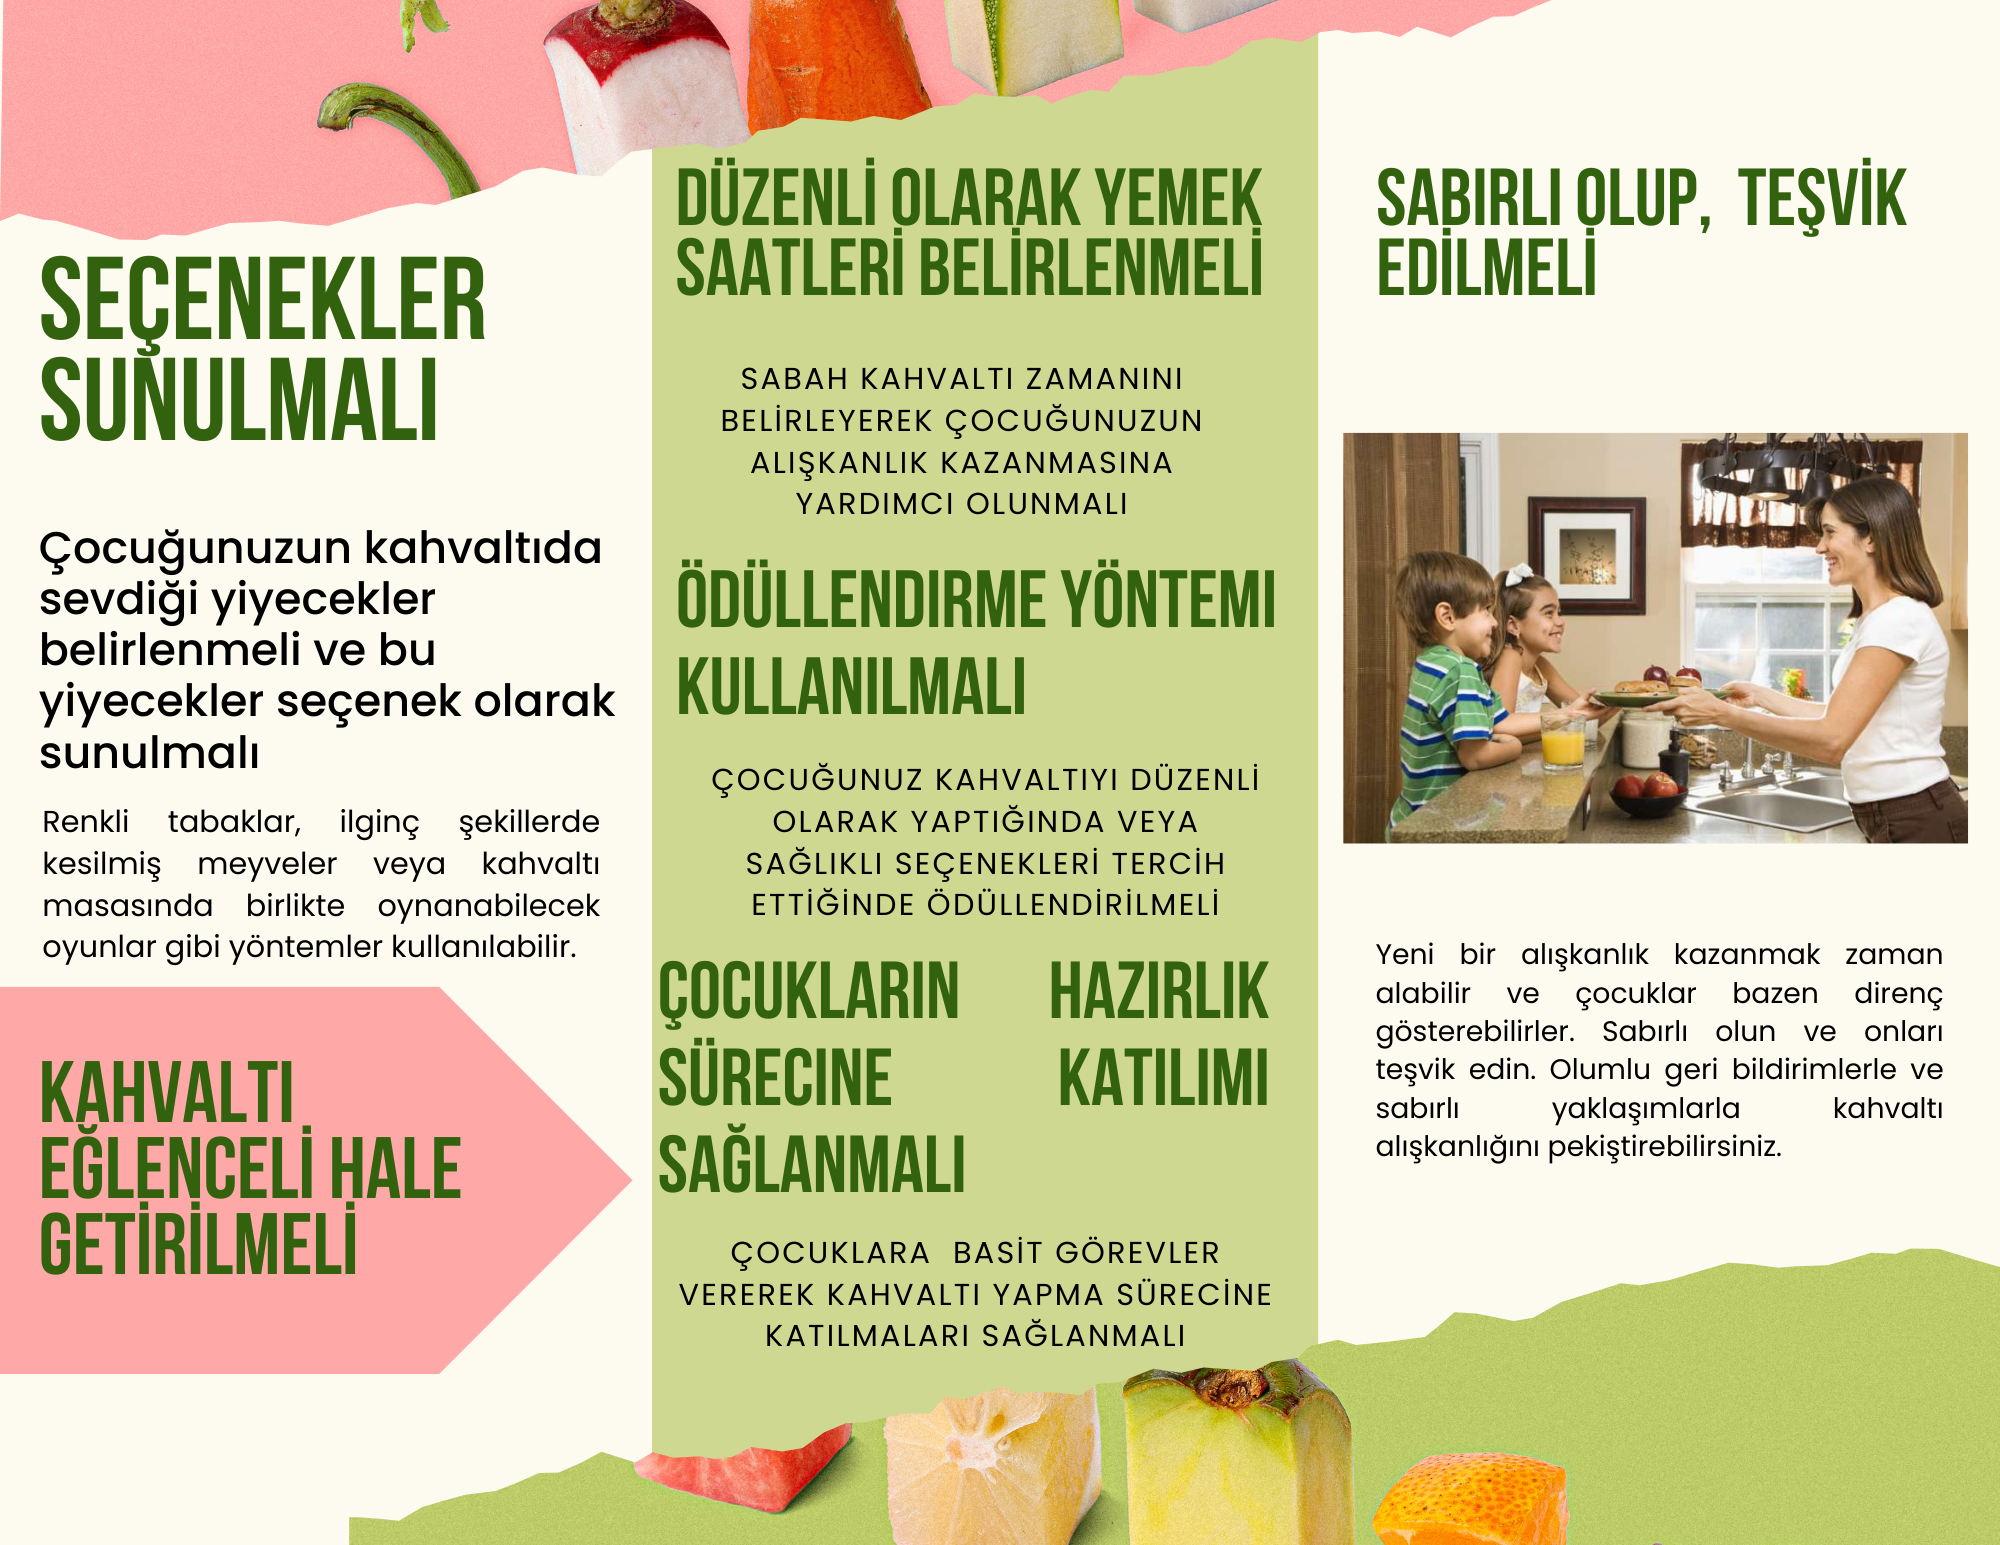 SEÇENEKLER
SUNULMALI
Çocuğunuzun kahvaltıda
sevdiği yiyecekler
belirlenmeli ve bu
yiyecekler seçenek olarak
sunulmalı
Renkli tabaklar, ilginç şekillerde
kesilmiş meyveler veya kahvaltı
masasında birlikte oynanabilecek
oyunlar gibi yöntemler kullanılabilir.
KAHVALTI
EĞLENCELİ HALE
GETİRİLMELİ
DÜZENLİ OLARAK YEMEK
SAATLERİ BELİRLENMELİ
SABAH KAHVALTI ZAMANINI
BELİRLEYEREK ÇOCUĞUNUZUN
ALIŞKANLIK KAZANMASINA
YARDIMCI OLUNMALI
ÖDÜLLENDIRME YÖNTEMI
KULLANILMALI
ÇOCUĞUNUZ KAHVALTIYI DÜZENLİ
OLARAK YAPTIĞINDA VEYA
SAĞLIKLI SEÇENEKLERİ TERCİH
ETTİĞİNDE ÖDÜLLENDİRİLMELİ
ÇOCUKLARIN HAZIRLIK
SÜRECINE KATILIMI
SAĞLANMALI
ÇOCUKLARA BASİT GÖREVLER
VEREREK KAHVALTI YAPMA SÜRECİNE
KATILMALARI SAĞLANMALI
SABIRLI OLUP, TEŞVİK
EDİLMELİ
Yeni bir alışkanlık kazanmak zaman
alabilir ve çocuklar bazen direnç
gösterebilirler. Sabırlı olun ve onları
teşvik edin. Olumlu geri bildirimlerle ve
sabırlı yaklaşımlarla kahvaltı
alışkanlığını pekiştirebilirsiniz.